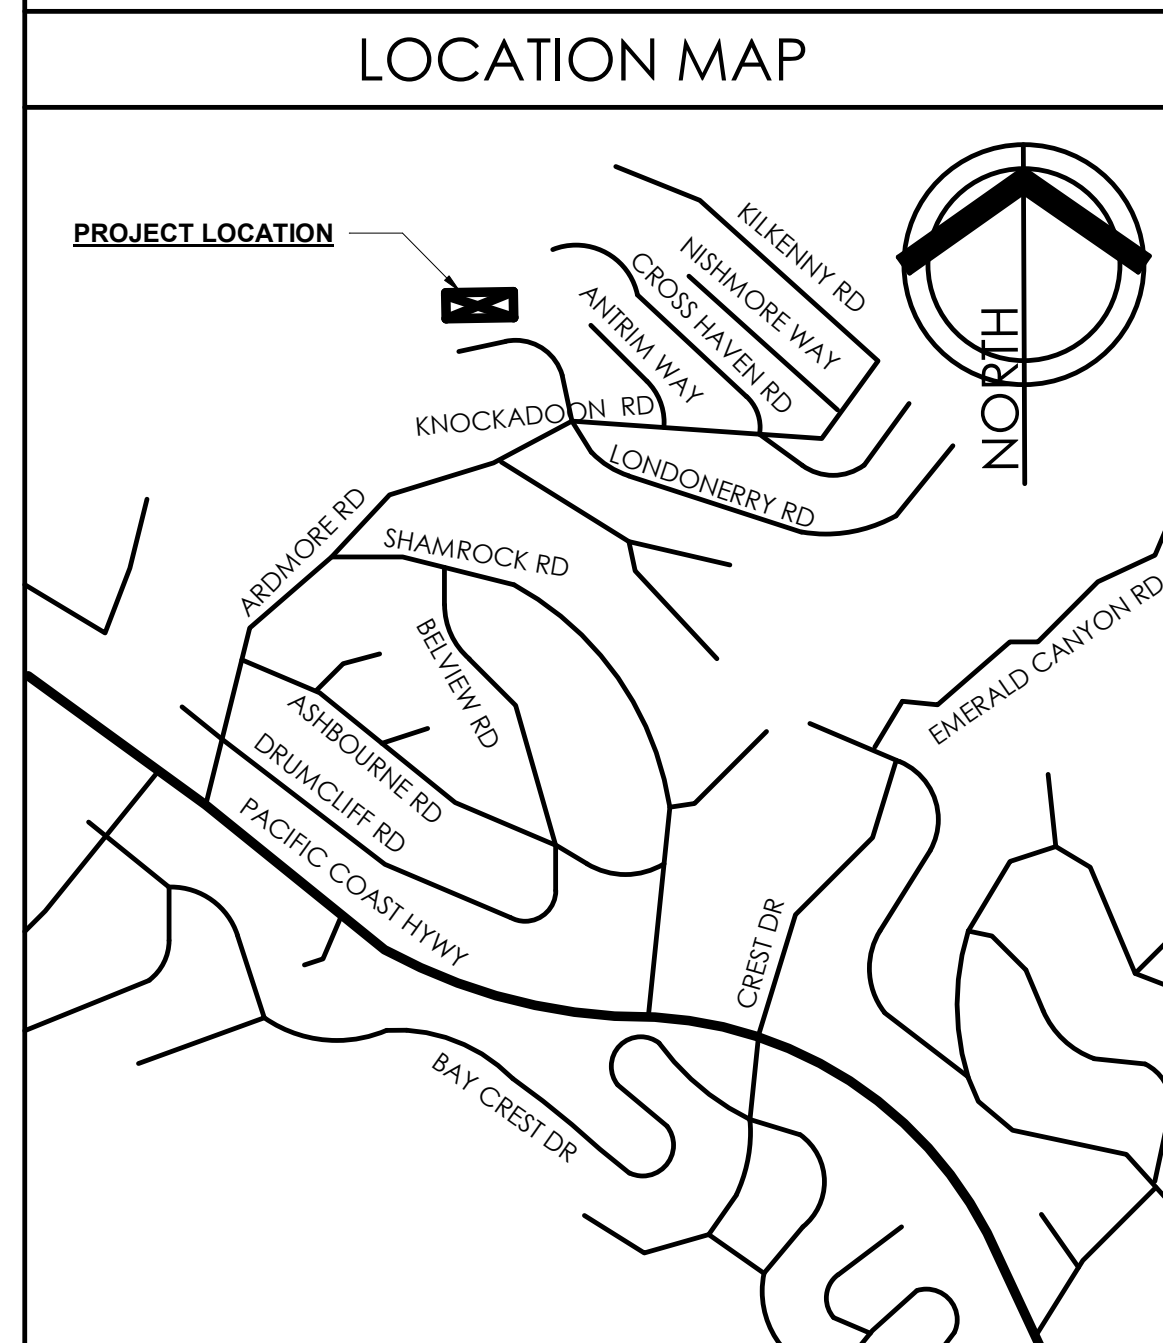 LOCATION MAP
PROJECT LOCATION
KILKENNY RD
NISHMORE WAY
CROSS HAVEN RD
ANTRIM WAY
NORTH
KNOCKADOON RD
LONDONERRY RD
ARDMORE RD
SHAMROCK RD
EMERALD CANYON RD
BELVIEW RD
ASHBOURNE RD
DRUMCLIFF RD
PACIFIC COAST HYWY
CREST DR
BAY CREST DR